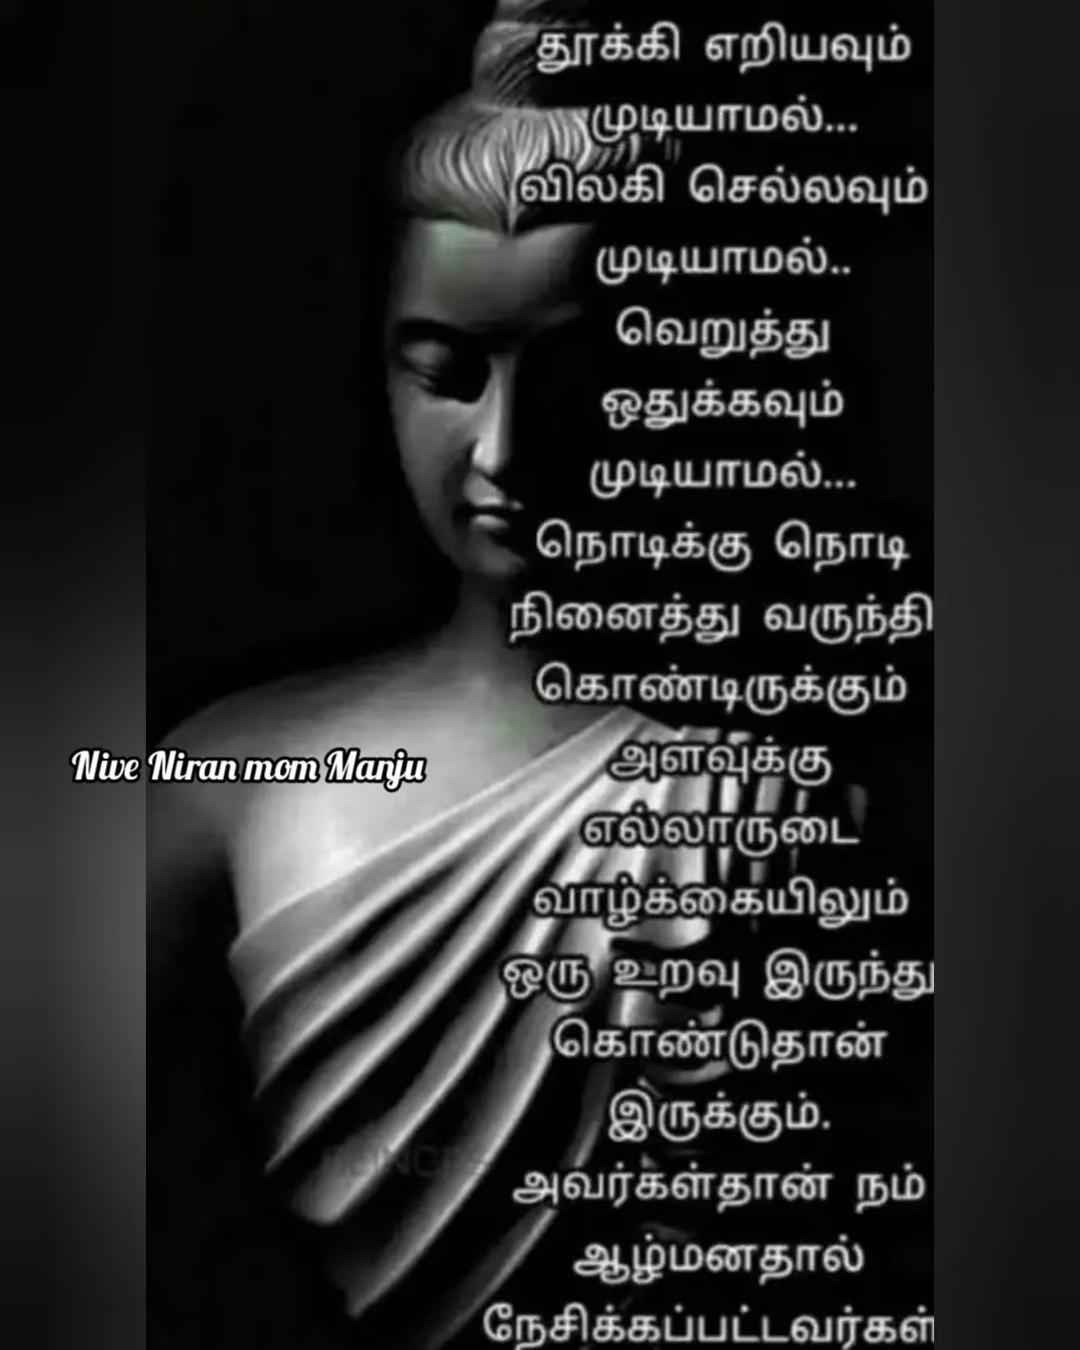 தூக்கி எறியவும்
முடியாமல்...
விலகி செல்லவும்
முடியாமல்..
வெறுத்து
ஒதுக்கவும்
முடியாமல்...
நொடிக்கு நொடி
நினைத்து வருந்தி
கொண்டிருக்கும்
அளவுக்கு
எல்லாருடை
வாழ்க்கையிலும்
ஒரு உறவு இருந்து
கொண்டுதான்
இருக்கும்.
அவர்கள்தான் நம்
ஆழ்மனதால்
நேசிக்கப்பட்டவர்கள்
Nive Niran mom Manju